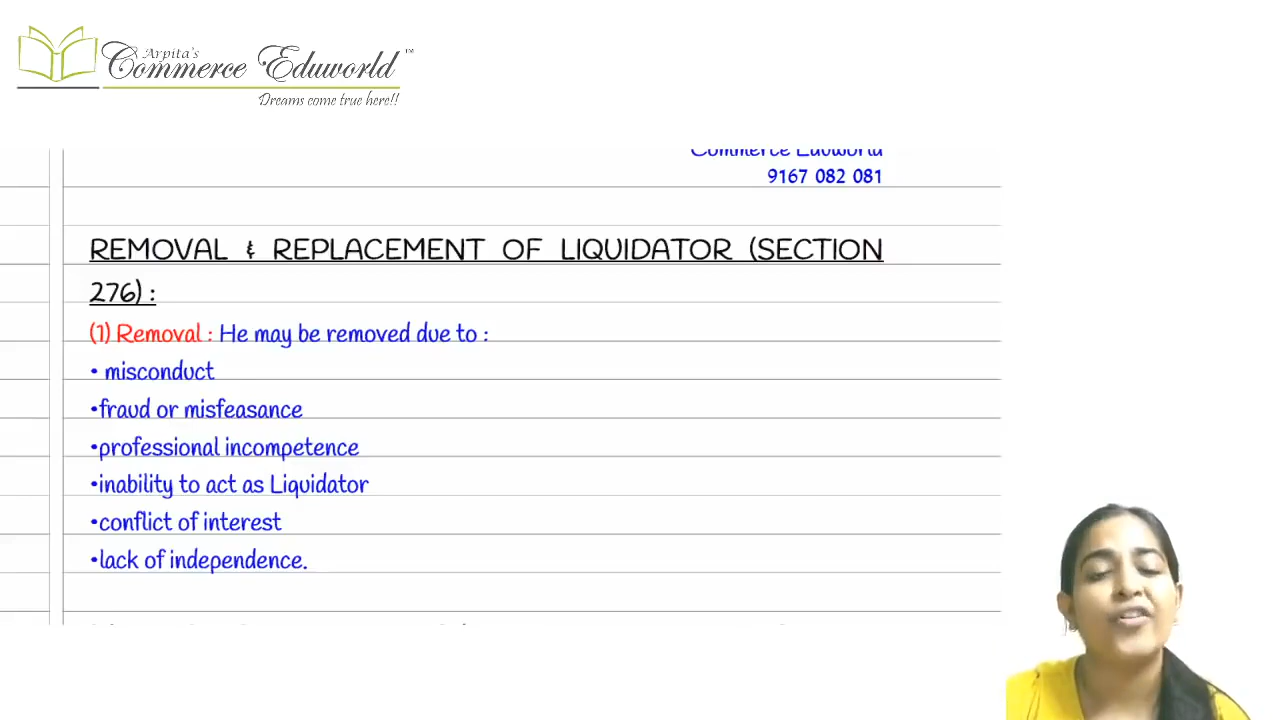 Arpita's
Commerce Eduworld™
Dreams come true here!!
Commerce Eduworld
9167 082 081
REMOVAL & REPLACEMENT OF LIQUIDATOR (SECTION
276) :
(1) Removal : He may be removed due to :
• misconduct
•fraud or misfeasance
•professional incompetence
•inability to act as Liquidator
•conflict of interest
•lack of independence.